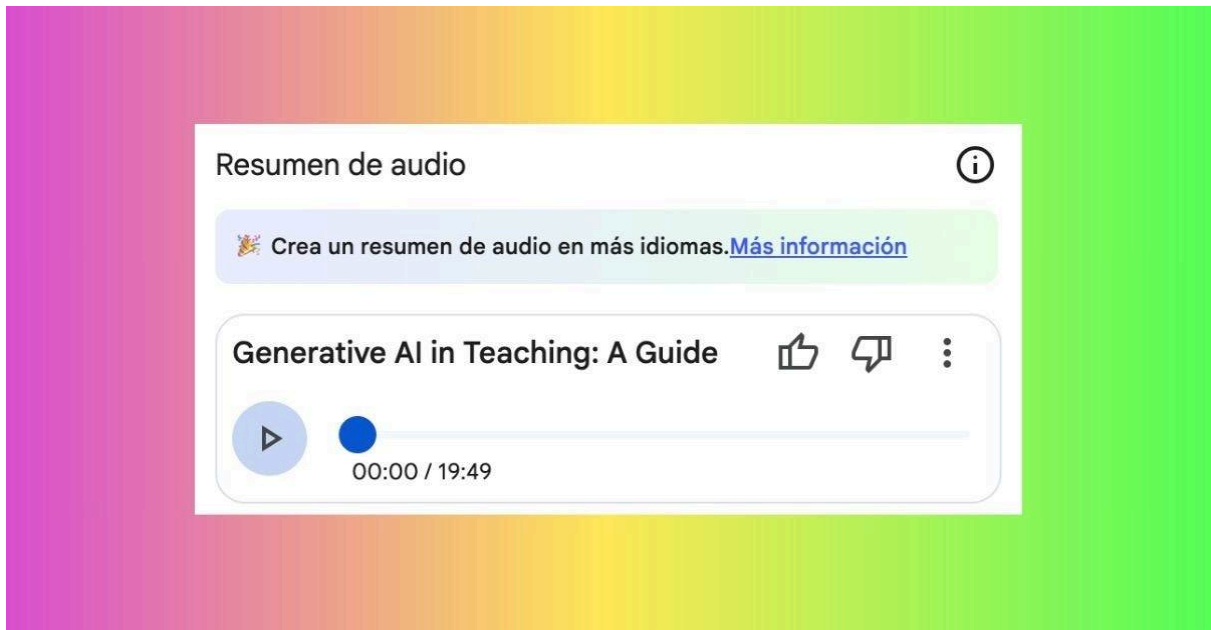 Resumen de audio
🎉 Crea un resumen de audio en más idiomas.Más información
Generative AI in Teaching: A Guide
00:00 / 19:49